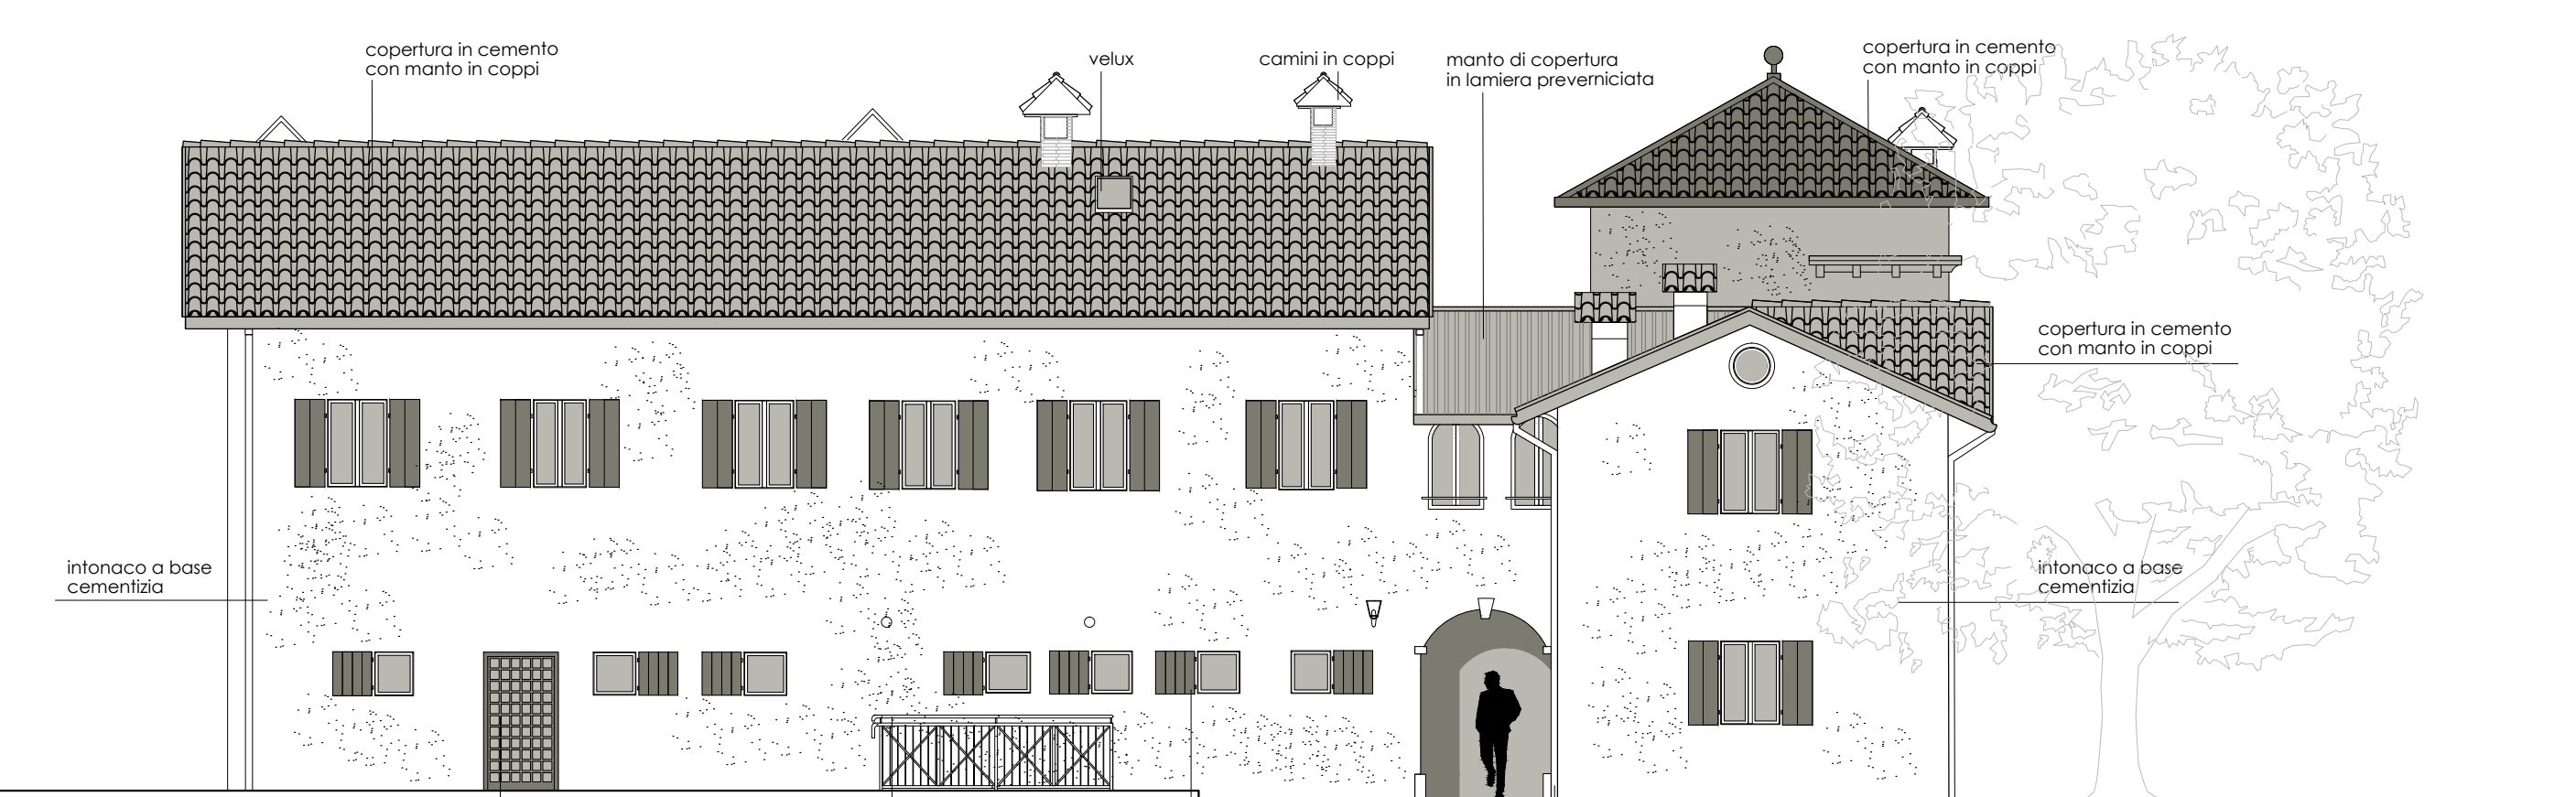 copertura in cemento
con manto in coppi
velux
camini in coppi
manto di copertura
in lamiera preverniciata
copertura in cemento
con manto in coppi
copertura in cemento
con manto in coppi
intonaco a base
cementizia
intonaco a base
cementizia